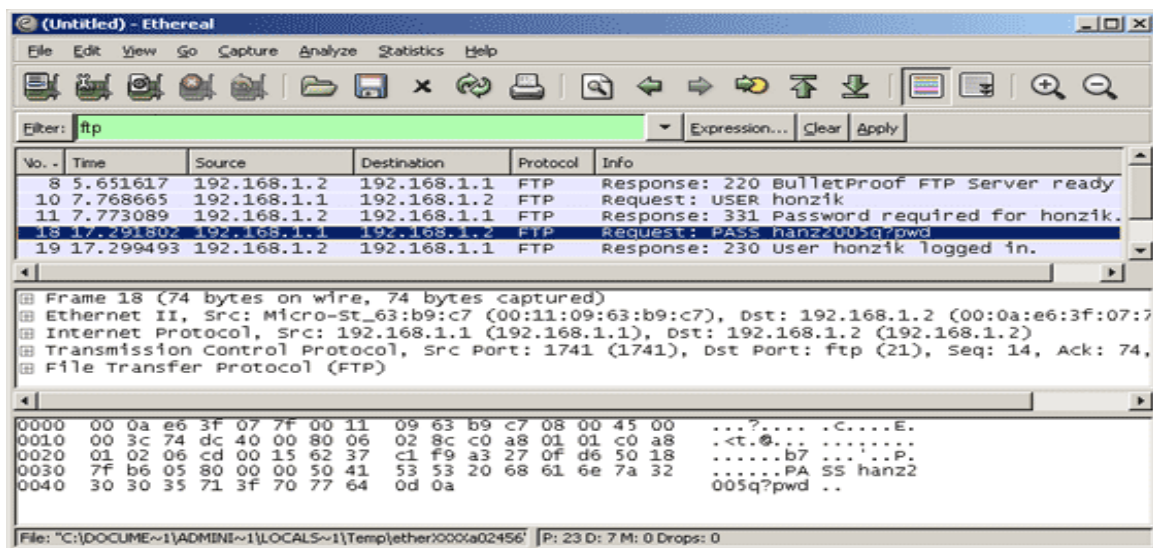 (Untitled) - Ethereal
File Edit View Go Capture Analyze Statistics Help
Filter: ftp Expression... Clear Apply
No. - Time Source Destination Protocol Info
8 5.651617 192.168.1.2 192.168.1.1 FTP Response: 220 BulletProof FTP Server ready
10 7.768665 192.168.1.1 192.168.1.2 FTP Request: USER honzik
11 7.773089 192.168.1.2 192.168.1.1 FTP Response: 331 Password required for honzik.
18 17.291802 192.168.1.1 192.168.1.2 FTP Request: PASS hanz2005q?pwd
19 17.299493 192.168.1.2 192.168.1.1 FTP Response: 230 User honzik logged in.
Frame 18 (74 bytes on wire, 74 bytes captured)
Ethernet II, Src: Micro-St_63:b9:c7 (00:11:09:63:b9:c7), Dst: 192.168.1.2 (00:0a:e6:3f:07:7
Internet Protocol, Src: 192.168.1.1 (192.168.1.1), Dst: 192.168.1.2 (192.168.1.2)
Transmission Control Protocol, Src Port: 1741 (1741), Dst Port: ftp (21), Seq: 14, Ack: 74,
File Transfer Protocol (FTP)
0000 00 0a e6 3f 07 7f 00 11 09 63 b9 c7 08 00 45 00 ...?.... .c....E.
0010 00 3c 74 dc 40 00 80 06 02 8c c0 a8 01 01 c0 a8 .<t.@... ........
0020 01 02 06 cd 00 15 62 37 c1 f9 a3 27 0f d6 50 18 ......b7 ...'..P.
0030 7f b6 05 80 00 00 50 41 53 53 20 68 61 6e 7a 32 ......PA SS hanz2
0040 30 30 35 71 3f 70 77 64 0d 0a 005q?pwd ..
File: "C:\DOCUME~1\ADMINI~1\LOCALS~1\Temp\etherXXXXa02456" P: 23 D: 7 M: 0 Drops: 0